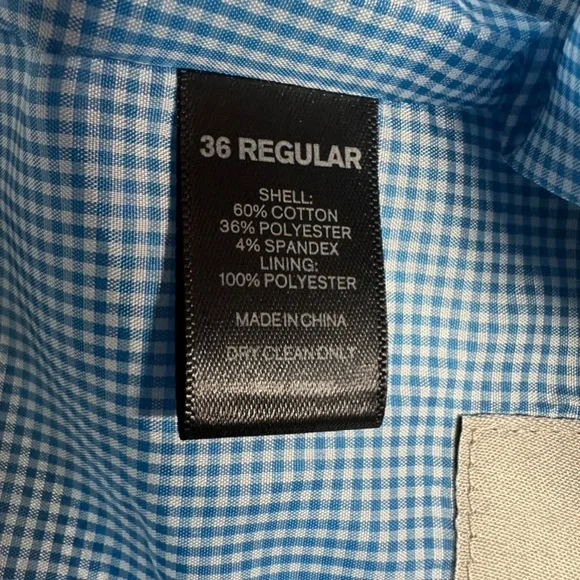 36 REGULAR
SHELL:
60% COTTON
36% POLYESTER
4% SPANDEX
LINING:
100% POLYESTER
MADE IN CHINA
DRY CLEAN ONLY